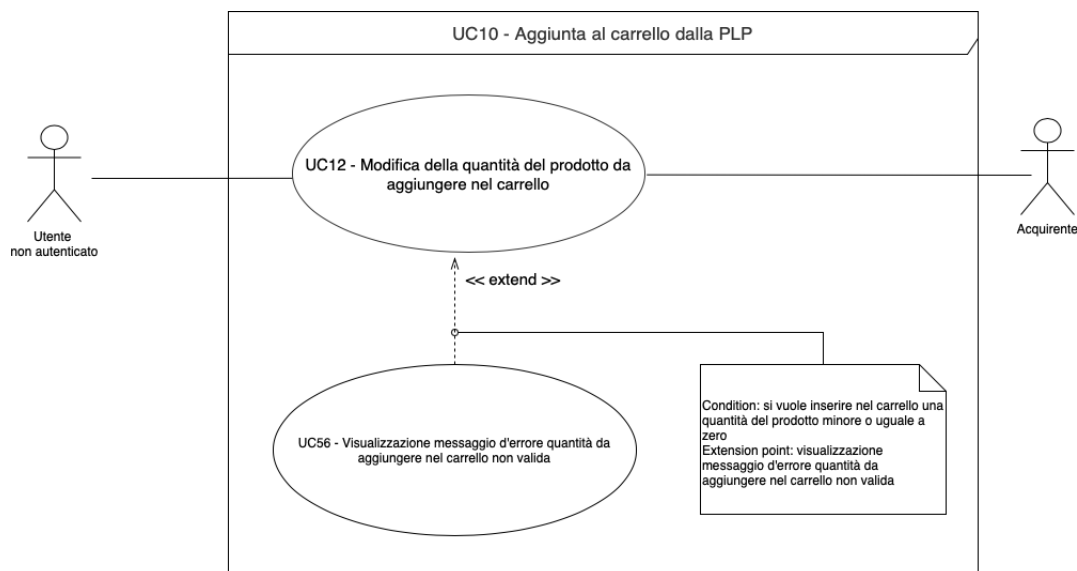 UC10 - Aggiunta al carrello dalla PLP
UC12 - Modifica della quantità del prodotto da
aggiungere nel carrello
Utente
non autenticato
Acquirente
<< extend >>
UC56 - Visualizzazione messaggio d'errore quantità da
aggiungere nel carrello non valida
Condition: si vuole inserire nel carrello una
quantità del prodotto minore o uguale a
zero
Extension point: visualizzazione
messaggio d'errore quantità da
aggiungere nel carrello non valida